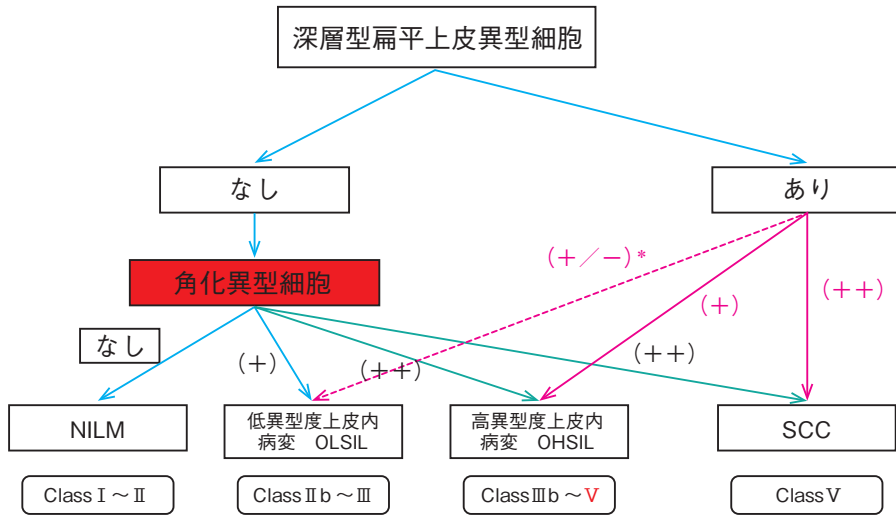 深層型扁平上皮異型細胞
なし
あり
角化異型細胞
(+/-)*
(+)
(++)
なし
(+)
(++)
(++)
NILM
低異型度上皮内
病変 OLSIL
高異型度上皮内
病変 OHSIL
SCC
ClassⅠ～Ⅱ
ClassⅡb～Ⅲ
ClassⅢb～Ⅴ
ClassⅤ